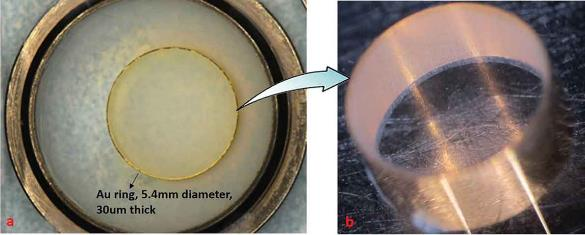 Au ring, 5.4mm diameter,
30um thick
a
b